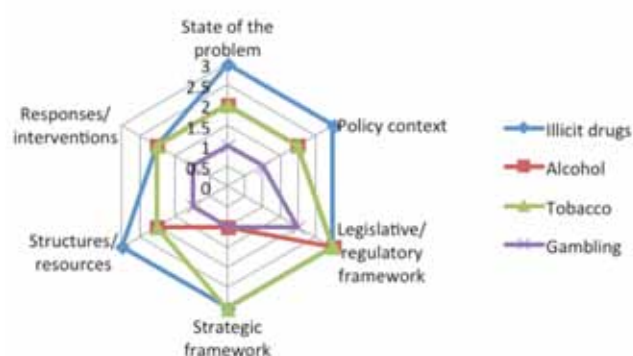 State of the
problem
3
2.5
2
1.5
1
0.5
0
Policy context
Legislative/
regulatory
framework
Strategic
framework
Structures/
resources
Responses/
interventions
Illicit drugs
Alcohol
Tobacco
Gambling